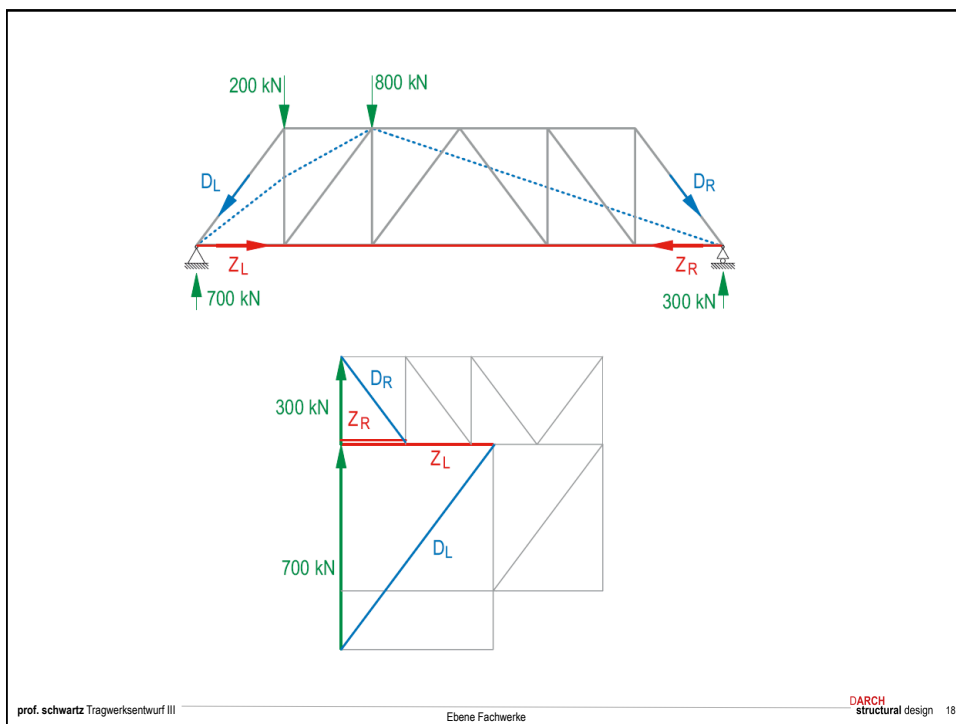 200 kN
800 kN
DL
DR
ZL
ZR
700 kN
300 kN
DR
300 kN
ZR
ZL
DL
700 kN
prof. schwartz Tragwerksentwurf III
Ebene Fachwerke
DARCH
structural design 18